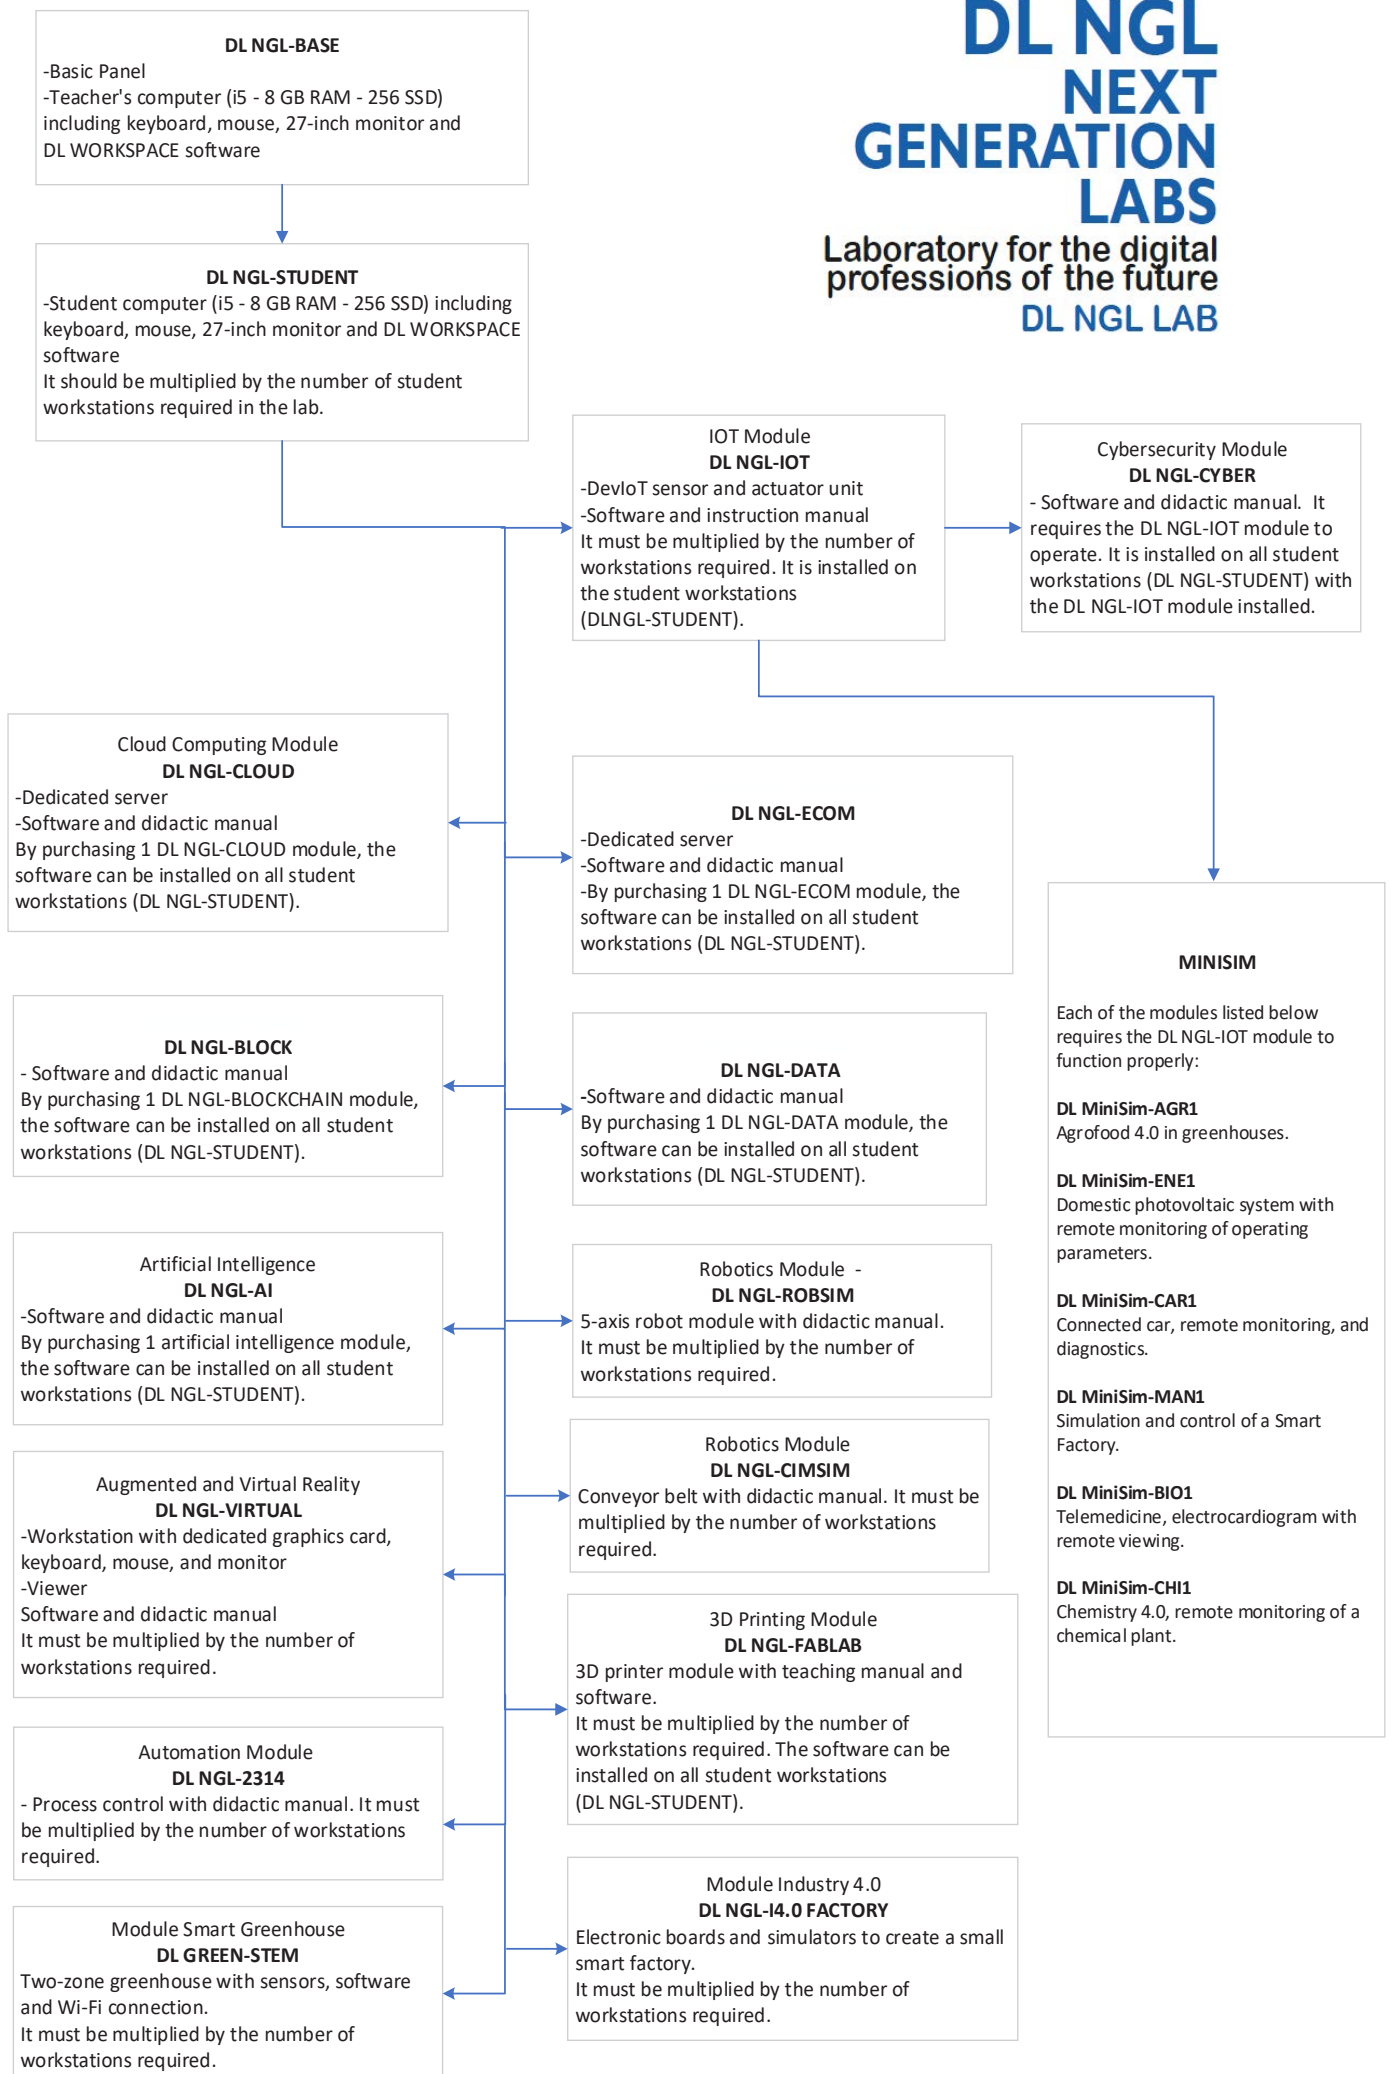 DL NGL
NEXT
GENERATION
LABS
Laboratory for the digital
professions of the future
DL NGL LAB
DL NGL-BASE
-Basic Panel
-Teacher's computer (i5 - 8 GB RAM - 256 SSD)
including keyboard, mouse, 27-inch monitor and
DL WORKSPACE software
DL NGL-STUDENT
-Student computer (i5 - 8 GB RAM - 256 SSD) including
keyboard, mouse, 27-inch monitor and DL WORKSPACE
software
It should be multiplied by the number of student
workstations required in the lab.
IOT Module
DL NGL-IOT
-DevIoT sensor and actuator unit
-Software and instruction manual
It must be multiplied by the number of
workstations required. It is installed on
the student workstations
(DLNGL-STUDENT).
Cybersecurity Module
DL NGL-CYBER
- Software and didactic manual. It
requires the DL NGL-IOT module to
operate. It is installed on all student
workstations (DL NGL-STUDENT) with
the DL NGL-IOT module installed.
Cloud Computing Module
DL NGL-CLOUD
-Dedicated server
-Software and didactic manual
By purchasing 1 DL NGL-CLOUD module, the
software can be installed on all student
workstations (DL NGL-STUDENT).
DL NGL-ECOM
-Dedicated server
-Software and didactic manual
-By purchasing 1 DL NGL-ECOM module, the
software can be installed on all student
workstations (DL NGL-STUDENT).
DL NGL-BLOCK
- Software and didactic manual
By purchasing 1 DL NGL-BLOCKCHAIN module,
the software can be installed on all student
workstations (DL NGL-STUDENT).
DL NGL-DATA
-Software and didactic manual
By purchasing 1 DL NGL-DATA module, the
software can be installed on all student
workstations (DL NGL-STUDENT).
Artificial Intelligence
DL NGL-AI
-Software and didactic manual
By purchasing 1 artificial intelligence module,
the software can be installed on all student
workstations (DL NGL-STUDENT).
Robotics Module -
DL NGL-ROBSIM
5-axis robot module with didactic manual.
It must be multiplied by the number of
workstations required.
Augmented and Virtual Reality
DL NGL-VIRTUAL
-Workstation with dedicated graphics card,
keyboard, mouse, and monitor
-Viewer
Software and didactic manual
It must be multiplied by the number of
workstations required.
Robotics Module
DL NGL-CIMSIM
Conveyor belt with didactic manual. It must be
multiplied by the number of workstations
required.
3D Printing Module
DL NGL-FABLAB
3D printer module with teaching manual and
software.
It must be multiplied by the number of
workstations required. The software can be
installed on all student workstations
(DL NGL-STUDENT).
Automation Module
DL NGL-2314
- Process control with didactic manual. It must
be multiplied by the number of workstations
required.
Module Industry 4.0
DL NGL-I4.0 FACTORY
Electronic boards and simulators to create a small
smart factory.
It must be multiplied by the number of
workstations required.
Module Smart Greenhouse
DL GREEN-STEM
Two-zone greenhouse with sensors, software
and Wi-Fi connection.
It must be multiplied by the number of
workstations required.
MINISIM
Each of the modules listed below
requires the DL NGL-IOT module to
function properly:
DL MiniSim-AGR1
Agrofood 4.0 in greenhouses.
DL MiniSim-ENE1
Domestic photovoltaic system with
remote monitoring of operating
parameters.
DL MiniSim-CAR1
Connected car, remote monitoring, and
diagnostics.
DL MiniSim-MAN1
Simulation and control of a Smart
Factory.
DL MiniSim-BIO1
Telemedicine, electrocardiogram with
remote viewing.
DL MiniSim-CHI1
Chemistry 4.0, remote monitoring of a
chemical plant.